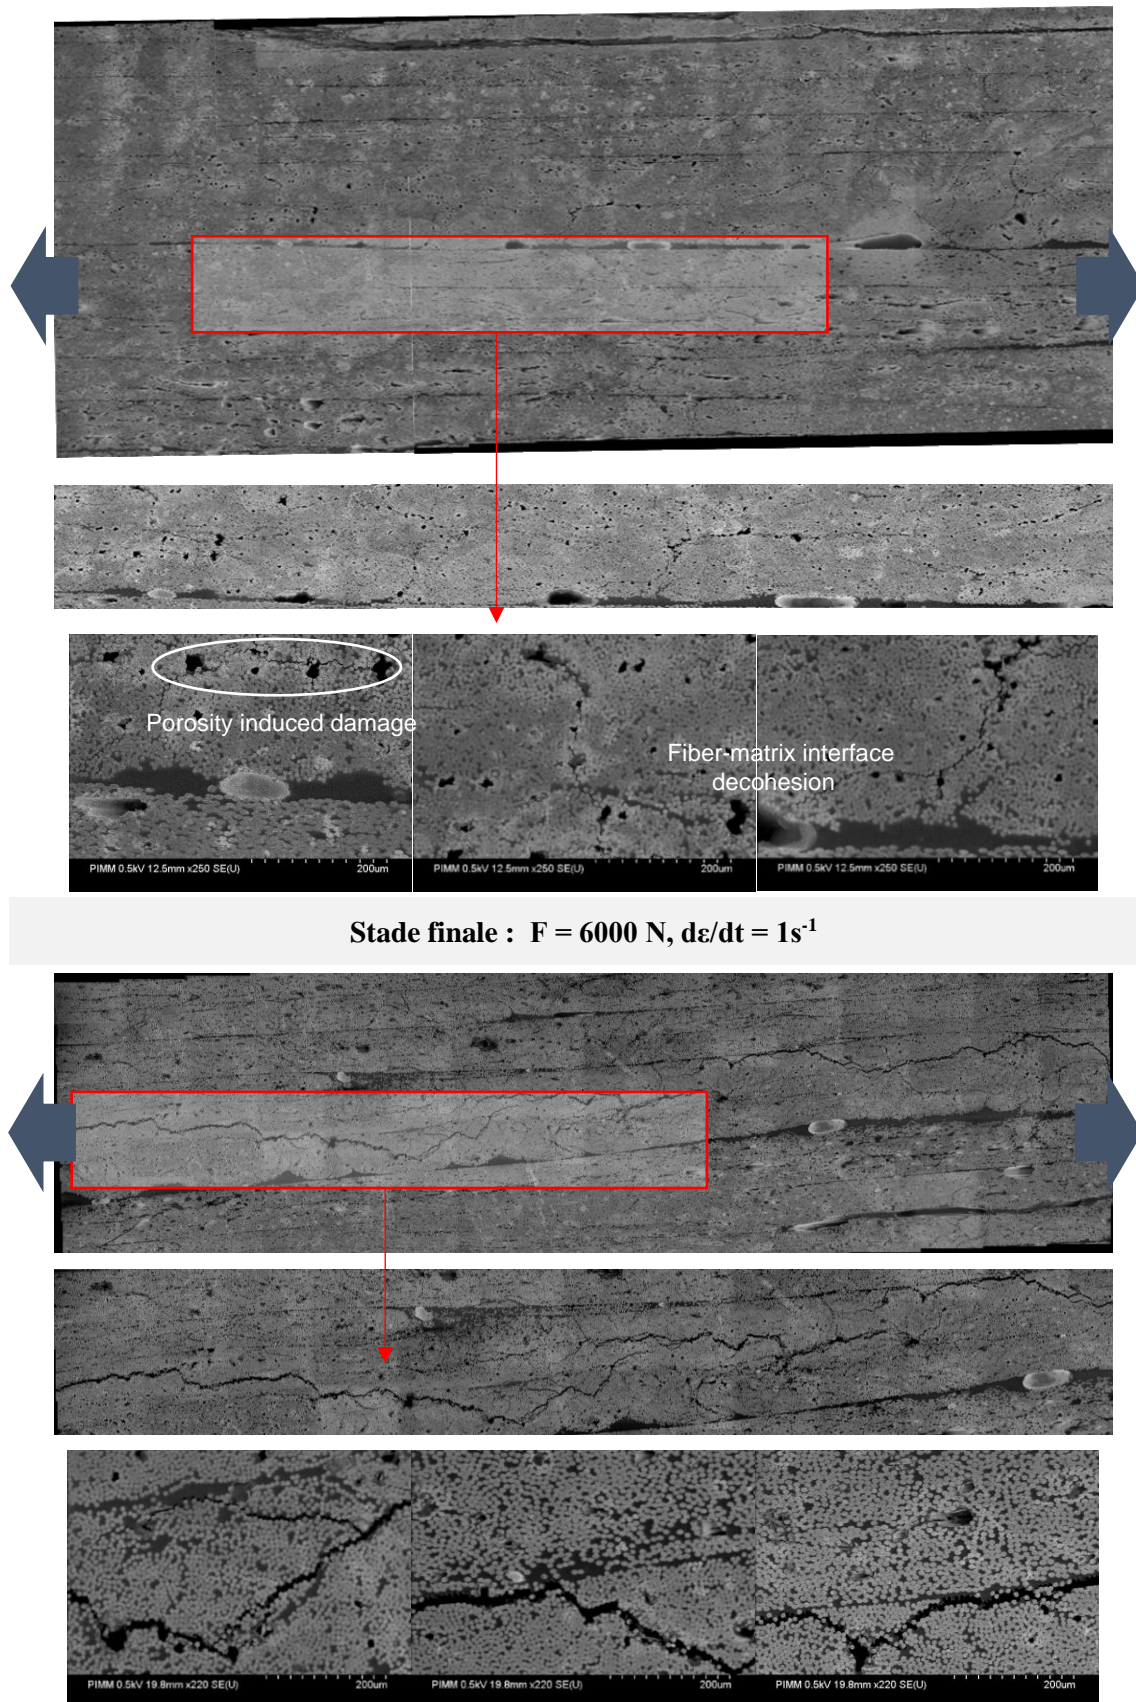 Porosity induced damage
Fiber-matrix interface
decohesion
PIMM 0.5kV 12.5mm x250 SE(U) 200um
PIMM 0.5kV 12.5mm x250 SE(U) 200um
PIMM 0.5kV 12.5mm x250 SE(U) 200um
Stade finale : F = 6000 N, dε/dt = 1s⁻¹
PIMM 0.5kV 19.8mm x220 SE(U) 200um
PIMM 0.5kV 19.8mm x220 SE(U) 200um
PIMM 0.5kV 19.8mm x220 SE(U) 200um